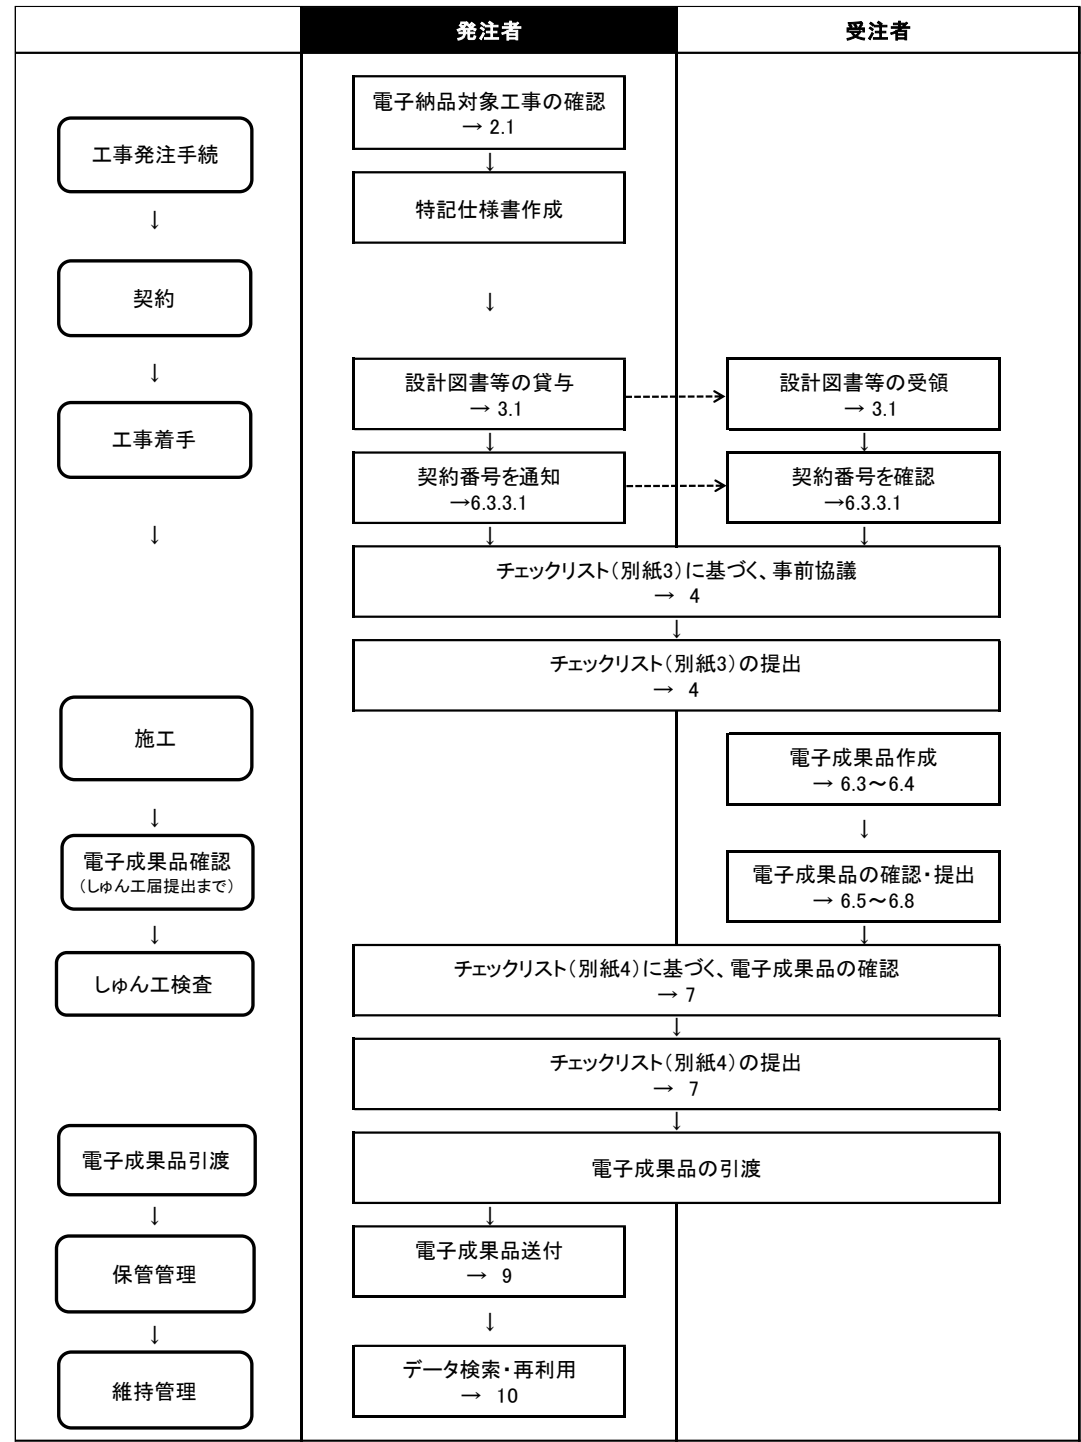 発注者
受注者
電子納品対象工事の確認
→ 2.1
工事発注手続
↓
特記仕様書作成
↓
契約
↓
↓
設計図書等の貸与
→ 3.1
設計図書等の受領
→ 3.1
工事着手
↓
↓
契約番号を通知
→6.3.3.1
契約番号を確認
→6.3.3.1
↓
↓
↓
チェックリスト（別紙3）に基づく、事前協議
→ 4
↓
チェックリスト（別紙3）の提出
→ 4
施工
電子成果品作成
→ 6.3～6.4
↓
↓
電子成果品確認
（しゅん工届提出まで）
電子成果品の確認・提出
→ 6.5～6.8
↓
↓
しゅん工検査
チェックリスト（別紙4）に基づく、電子成果品の確認
→ 7
↓
チェックリスト（別紙4）の提出
→ 7
↓
電子成果品引渡
電子成果品の引渡
↓
↓
保管管理
電子成果品送付
→ 9
↓
↓
維持管理
データ検索・再利用
→ 10